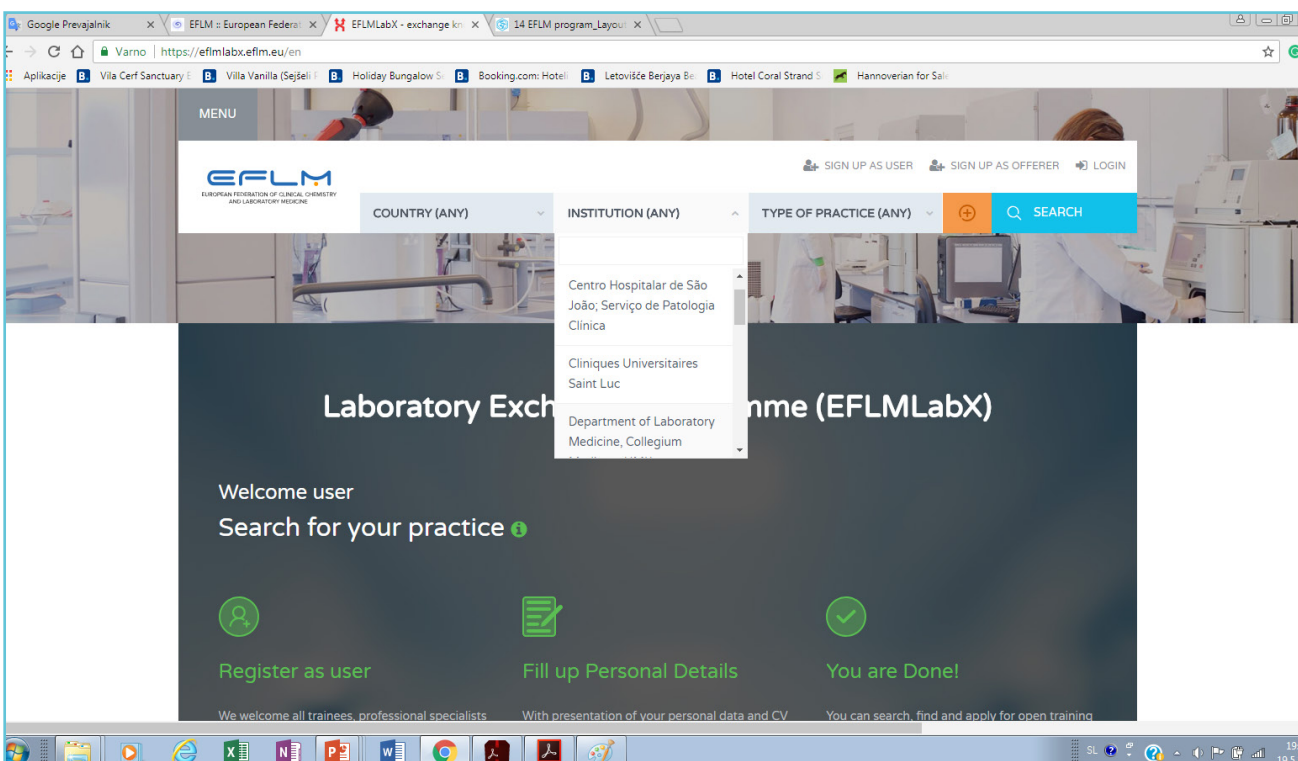 Google Prevajalnik
EFLM :: European Federat
EFLMLabX - exchange kn
14 EFLM program_Layout
Varno | https://eflmlabx.eflm.eu/en
Aplikacije B. Vila Cerf Sanctuary E B. Villa Vanilla (Sejšeli B. Holiday Bungalow S B. Booking.com: Hoteli B. Letovišče Berjaya Be B. Hotel Coral Strand S Hannoverian for Sale
MENU
SIGN UP AS USER SIGN UP AS OFFERER LOGIN
EFLM
EUROPEAN FEDERATION OF CLINICAL CHEMISTRY
AND LABORATORY MEDICINE
COUNTRY (ANY) INSTITUTION (ANY) TYPE OF PRACTICE (ANY) SEARCH
Centro Hospitalar de São
João; Serviço de Patologia
Clínica
Cliniques Universitaires
Saint Luc
Department of Laboratory
Medicine, Collegium
Laboratory Exch mme (EFLMLabX)
Welcome user
Search for your practice
Register as user
We welcome all trainees, professional specialists
Fill up Personal Details
With presentation of your personal data and CV
You are Done!
You can search, find and apply for open training
SL
19
19.5